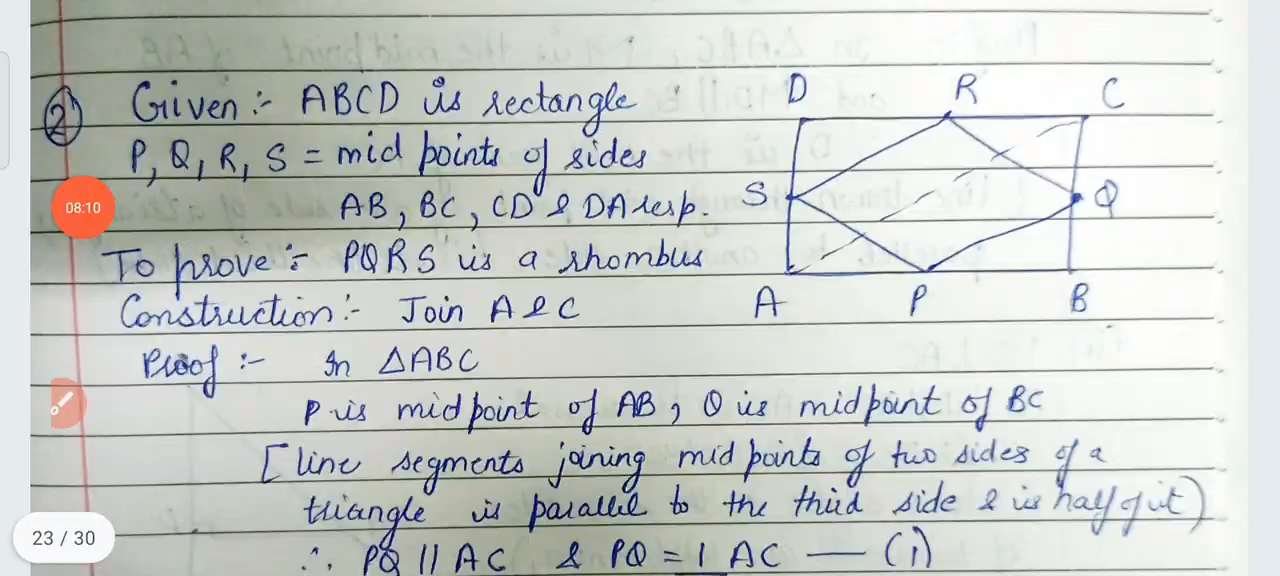 ② Given :- ABCD is rectangle
P, Q, R, S = mid points of sides
AB, BC, CD & DA resp.
To prove :- PQRS is a rhombus
Construction :- Join A & C
Proof :- In △ABC
P is midpoint of AB, Q is midpoint of BC
[line segments joining mid points of two sides of a
triangle is parallel to the third side & is half of it)
∴ PQ || AC & PQ = 1 AC — (1)
D R C
S Q
A P B
08:10
23 / 30